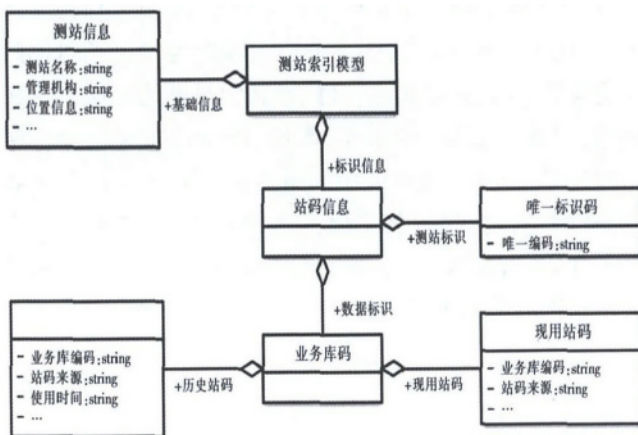 测站信息
- 测站名称:string
- 管理机构:string
- 位置信息:string
- ...
测站索引模型
+基础信息
+标识信息
站码信息
唯一标识码
- 唯一编码:string
+测站标识
+数据标识
- 业务库编码:string
- 站码来源:string
- 使用时间:string
- ...
+历史站码
业务库码
+现用站码
现用站码
- 业务库编码:string
- 站码来源:string
- ...